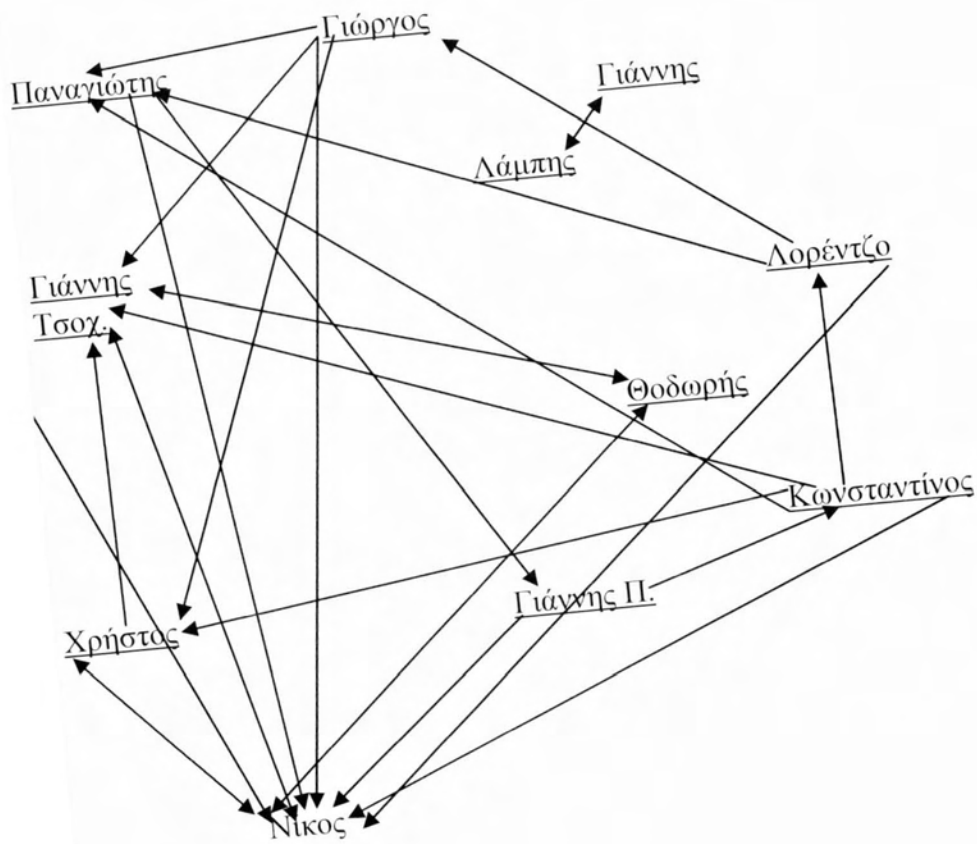 Γιώργος
Γιάννης
Παναγιώτης
Λάμπης
Λορέντζο
Γιάννης
Τσοχ.
Θοδωρής
Κωνσταντίνος
Γιάννης Π.
Χρήστος
Νίκος